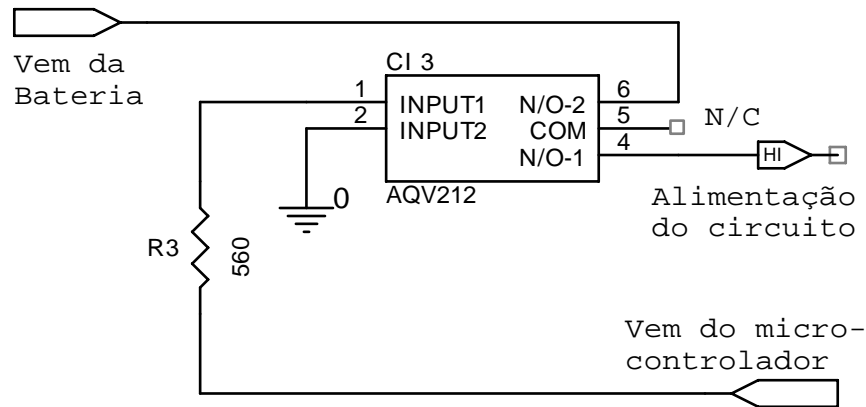 Vem da
Bateria
CI 3
1 INPUT1 N/O-2 6
2 INPUT2 COM 5 N/C
N/O-1 4
HI
AQV212
0
Alimentação
do circuito
R3 560
Vem do micro-
controlador